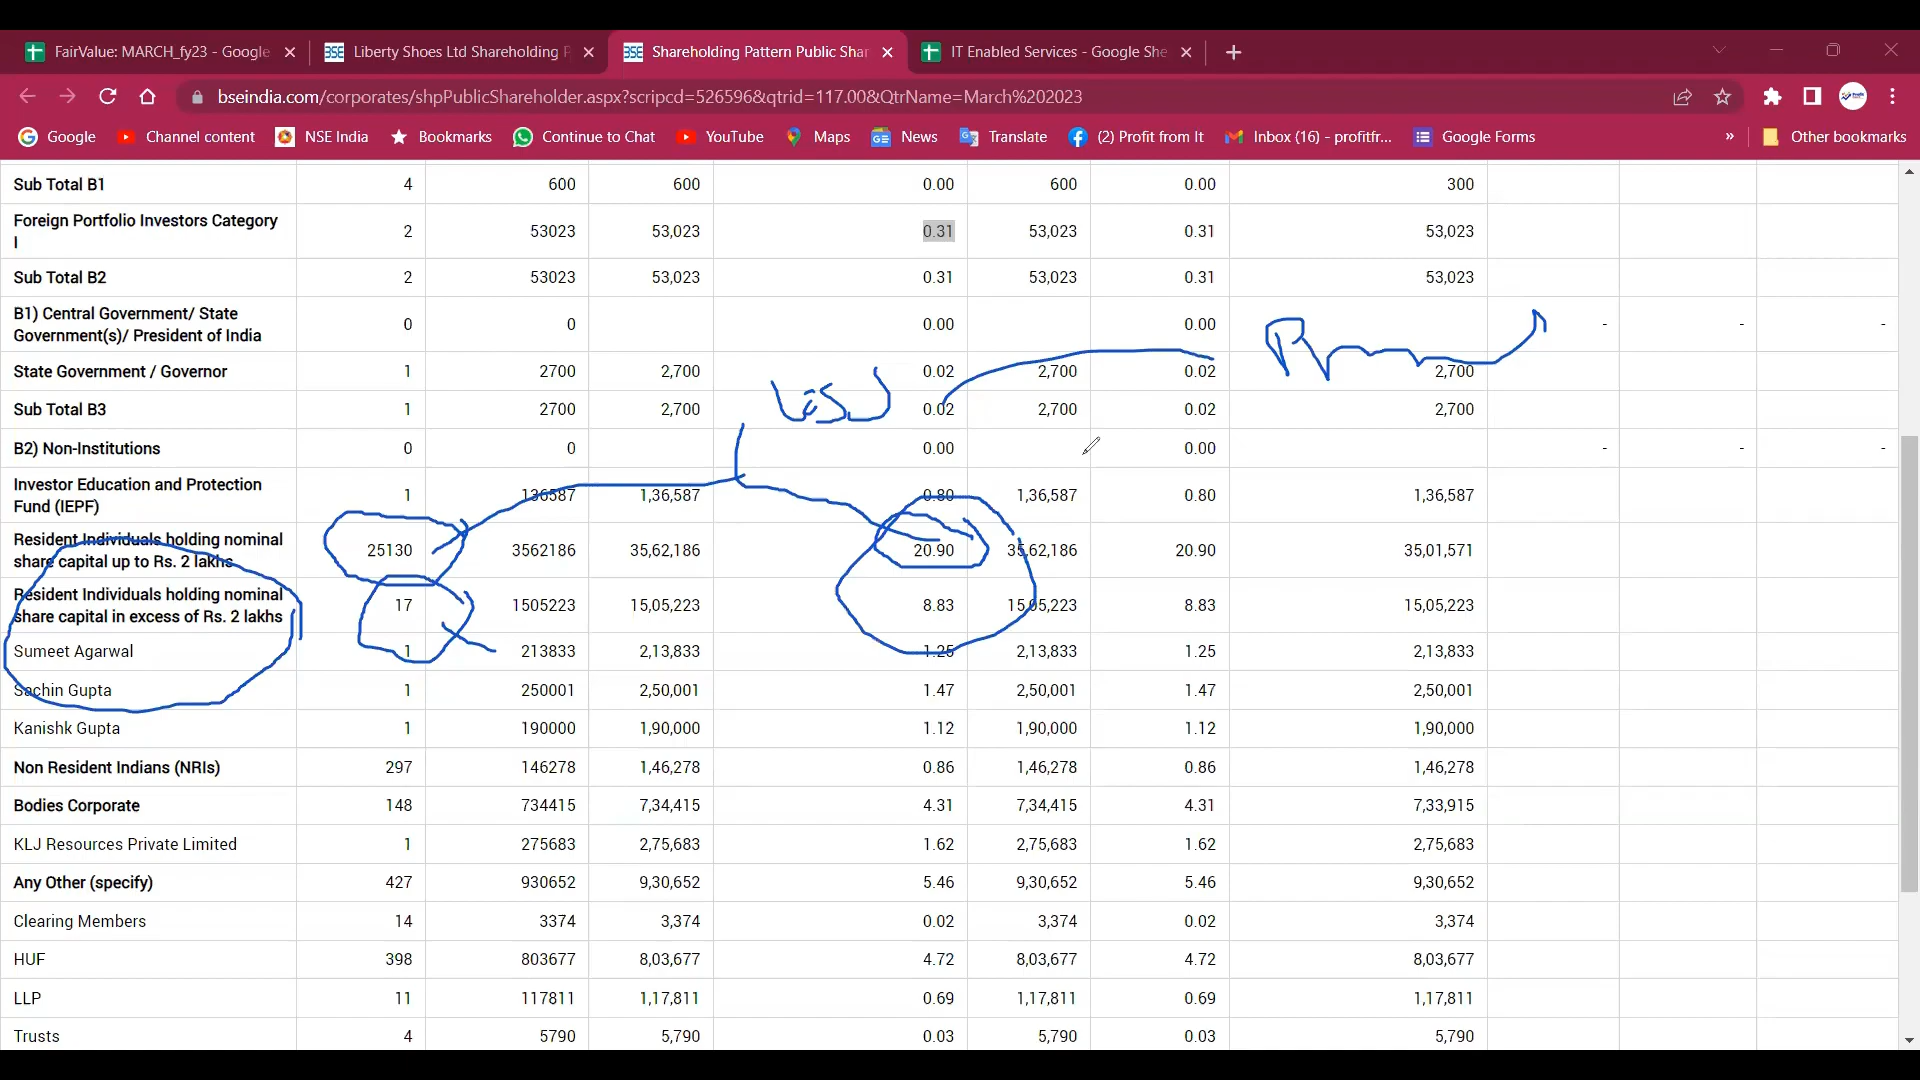 FairValue: MARCH_fy23 - Google
Liberty Shoes Ltd Shareholding P
Shareholding Pattern Public Shar
IT Enabled Services - Google She
bseindia.com/corporates/shpPublicShareholder.aspx?scripcd=526596&qtrid=117.00&QtrName=March%202023
Google Channel content NSE India Bookmarks Continue to Chat YouTube Maps News Translate (2) Profit from It Inbox (16) - profitfr... Google Forms » Other bookmarks
Sub Total B1 4 600 600 0.00 600 0.00 300
Foreign Portfolio Investors Category
I 2 53023 53,023 0.31 53,023 0.31 53,023
Sub Total B2 2 53023 53,023 0.31 53,023 0.31 53,023
B1) Central Government/ State
Government(s)/ President of India 0 0 0.00 0.00 - - -
State Government / Governor 1 2700 2,700 0.02 2,700 0.02 2,700
Sub Total B3 1 2700 2,700 0.02 2,700 0.02 2,700
B2) Non-Institutions 0 0 0.00 0.00 - - -
Investor Education and Protection
Fund (IEPF) 1 136587 1,36,587 0.80 1,36,587 0.80 1,36,587
Resident Individuals holding nominal
share capital up to Rs. 2 lakhs 25130 3562186 35,62,186 20.90 35,62,186 20.90 35,01,571
Resident Individuals holding nominal
share capital in excess of Rs. 2 lakhs 17 1505223 15,05,223 8.83 15,05,223 8.83 15,05,223
Sumeet Agarwal 1 213833 2,13,833 1.25 2,13,833 1.25 2,13,833
Sachin Gupta 1 250001 2,50,001 1.47 2,50,001 1.47 2,50,001
Kanishk Gupta 1 190000 1,90,000 1.12 1,90,000 1.12 1,90,000
Non Resident Indians (NRIs) 297 146278 1,46,278 0.86 1,46,278 0.86 1,46,278
Bodies Corporate 148 734415 7,34,415 4.31 7,34,415 4.31 7,33,915
KLJ Resources Private Limited 1 275683 2,75,683 1.62 2,75,683 1.62 2,75,683
Any Other (specify) 427 930652 9,30,652 5.46 9,30,652 5.46 9,30,652
Clearing Members 14 3374 3,374 0.02 3,374 0.02 3,374
HUF 398 803677 8,03,677 4.72 8,03,677 4.72 8,03,677
LLP 11 117811 1,17,811 0.69 1,17,811 0.69 1,17,811
Trusts 4 5790 5,790 0.03 5,790 0.03 5,790